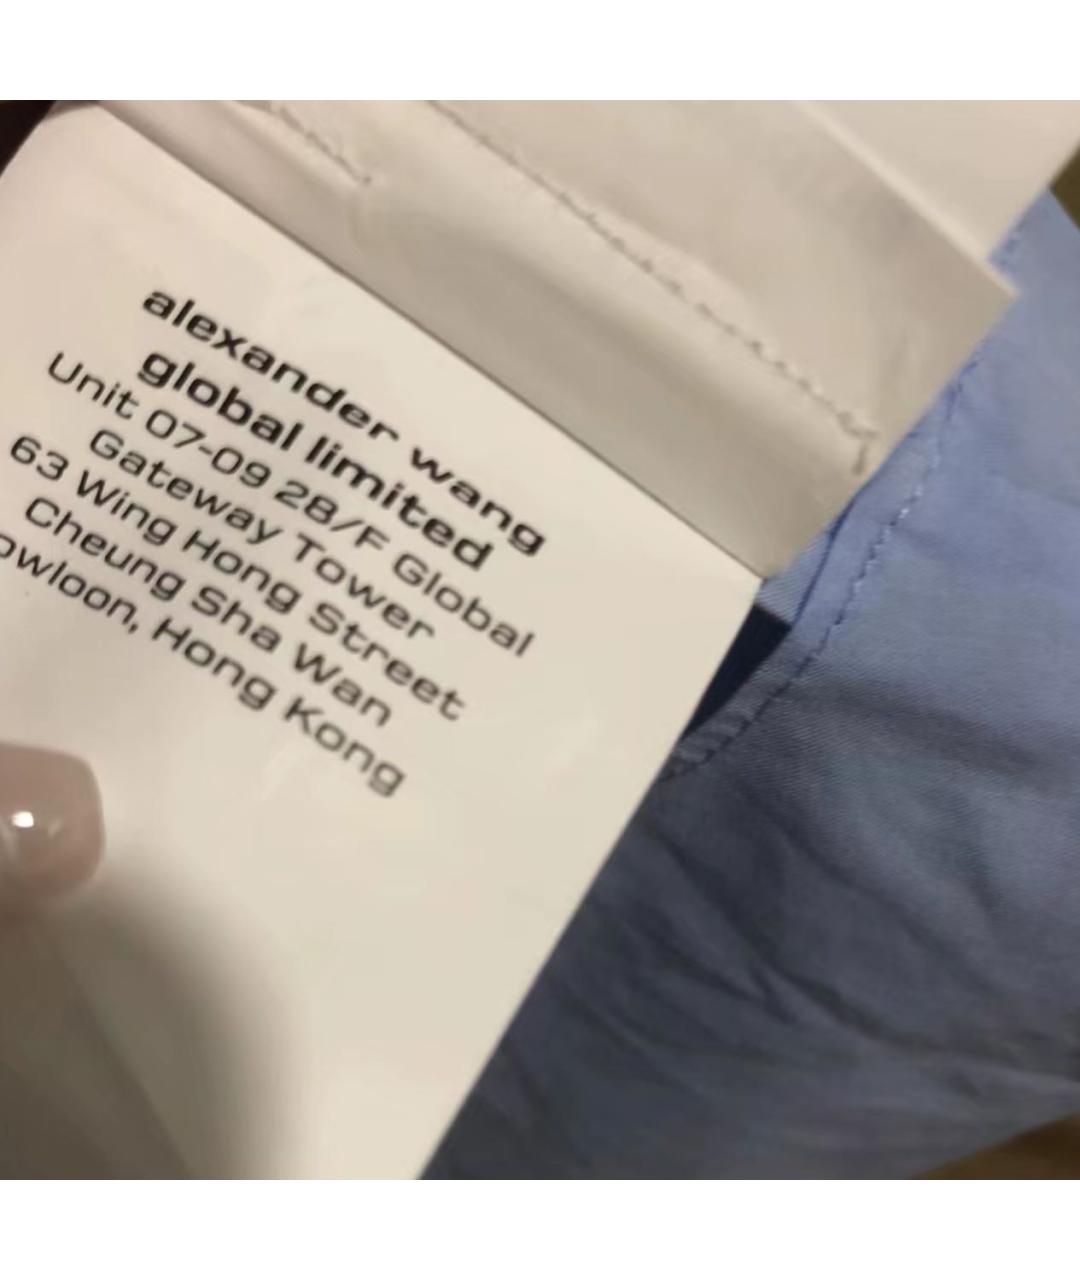 alexander wang
global limited
Unit 07-09 28/F Global
Gateway Tower
63 Wing Hong Street
Cheung Sha Wan
owloon, Hong Kong